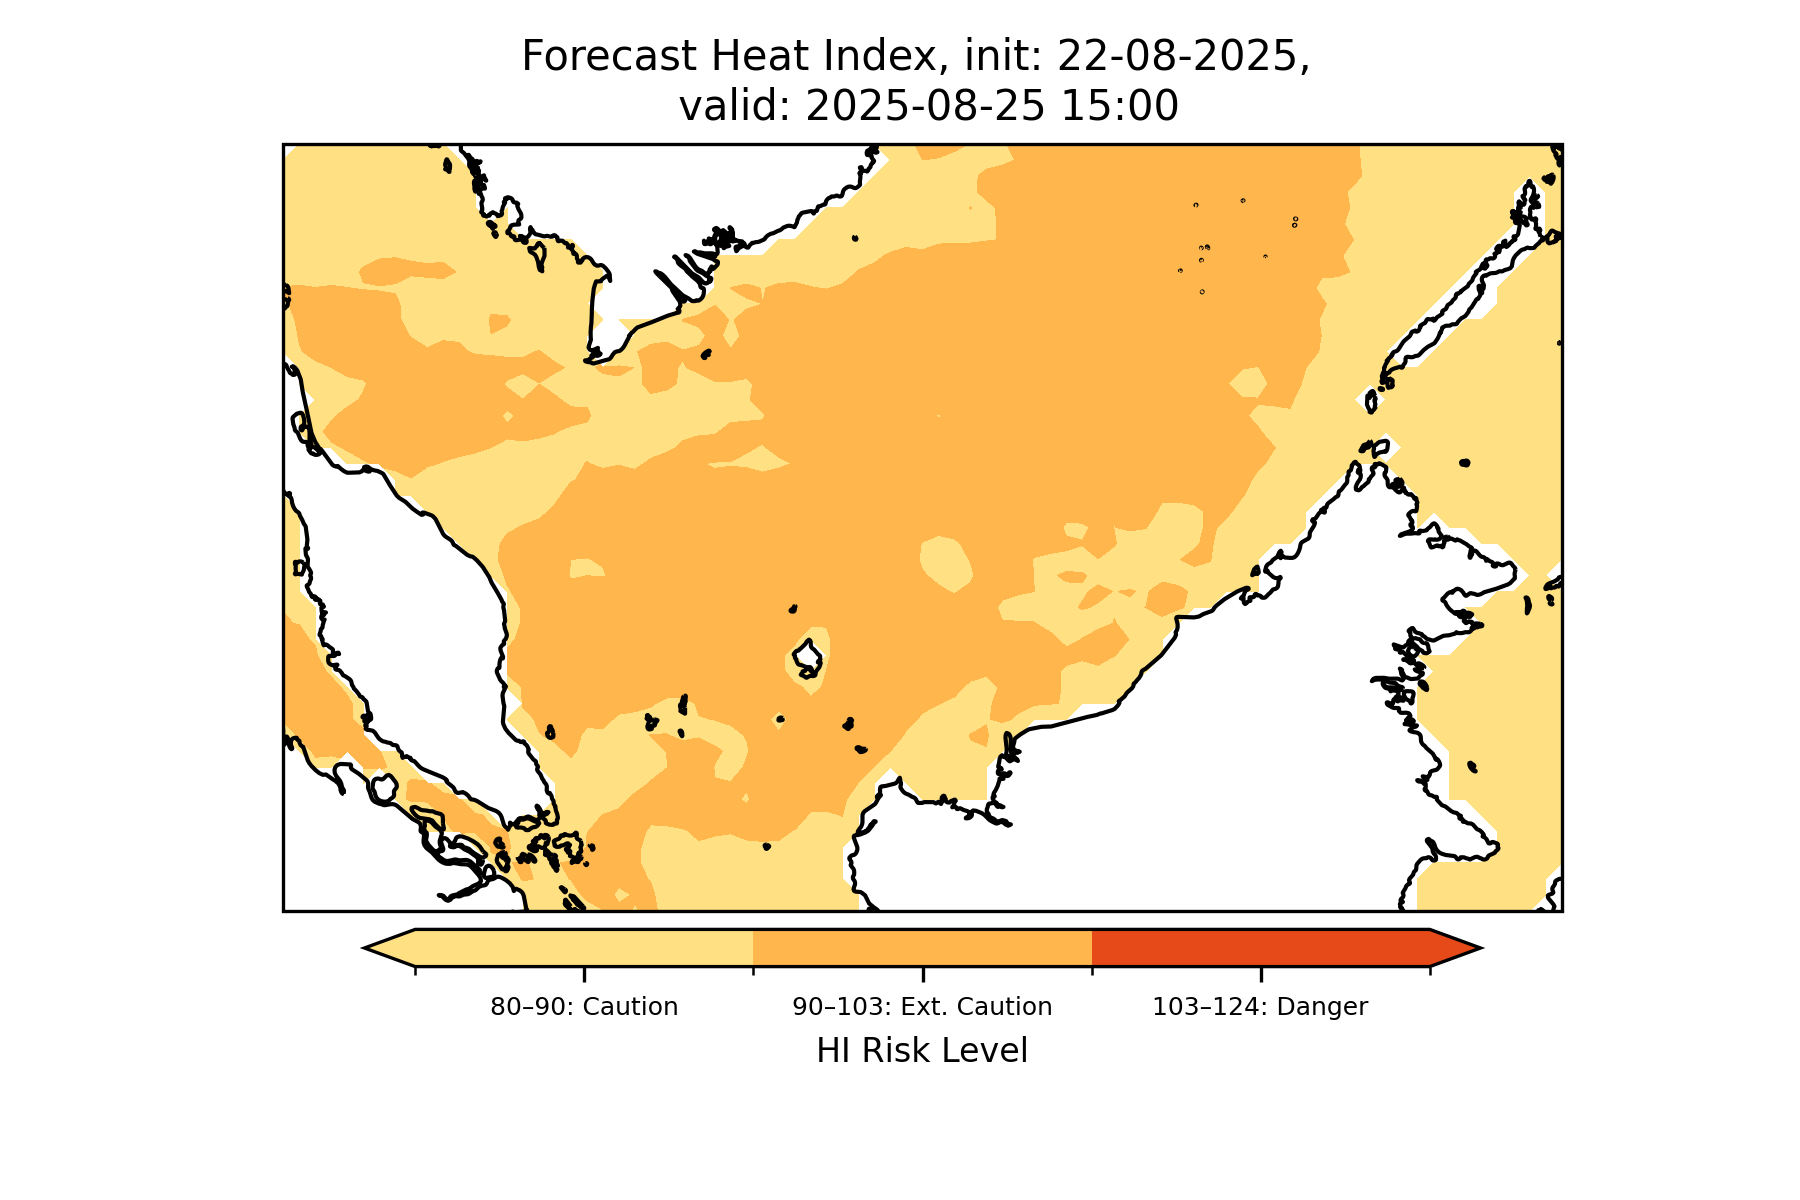 Forecast Heat Index, init: 22-08-2025,
valid: 2025-08-25 15:00
80–90: Caution
90–103: Ext. Caution
103–124: Danger
HI Risk Level